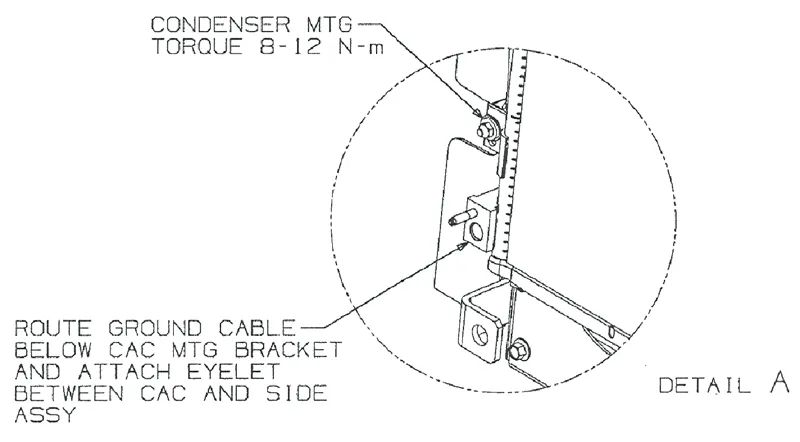 CONDENSER MTG
TORQUE 8-12 N-m
ROUTE GROUND CABLE
BELOW CAC MTG BRACKET
AND ATTACH EYELET
BETWEEN CAC AND SIDE
ASSY
DETAIL A